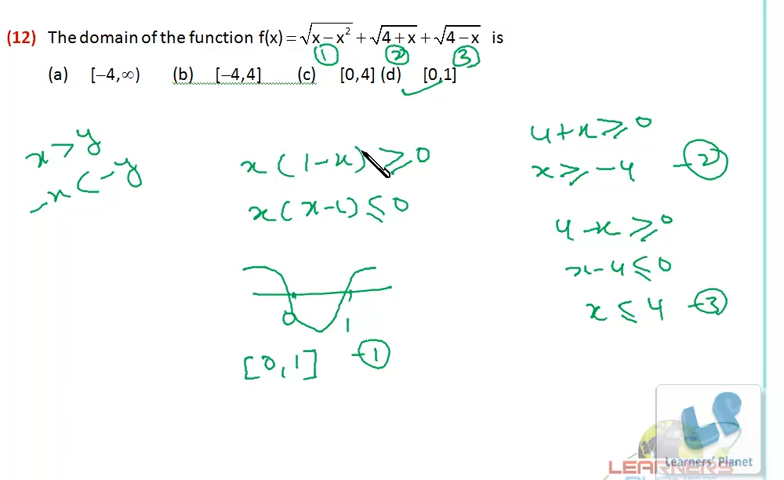 (12) The domain of the function f(x) = √(x−x²) + √(4+x) + √(4−x) is
① ② ③
(a) [−4,∞) (b) [−4,4] (c) [0,4] (d) [0,1]
x > y
-x < -y
x(1-x) ≥ 0
x(x-1) ≤ 0
0 1
[0,1] -①
4+x ≥ 0
x ≥ -4 -②
4-x ≥ 0
x-4 ≤ 0
x ≤ 4 -③
LP
Learners' Planet
LEARNERS